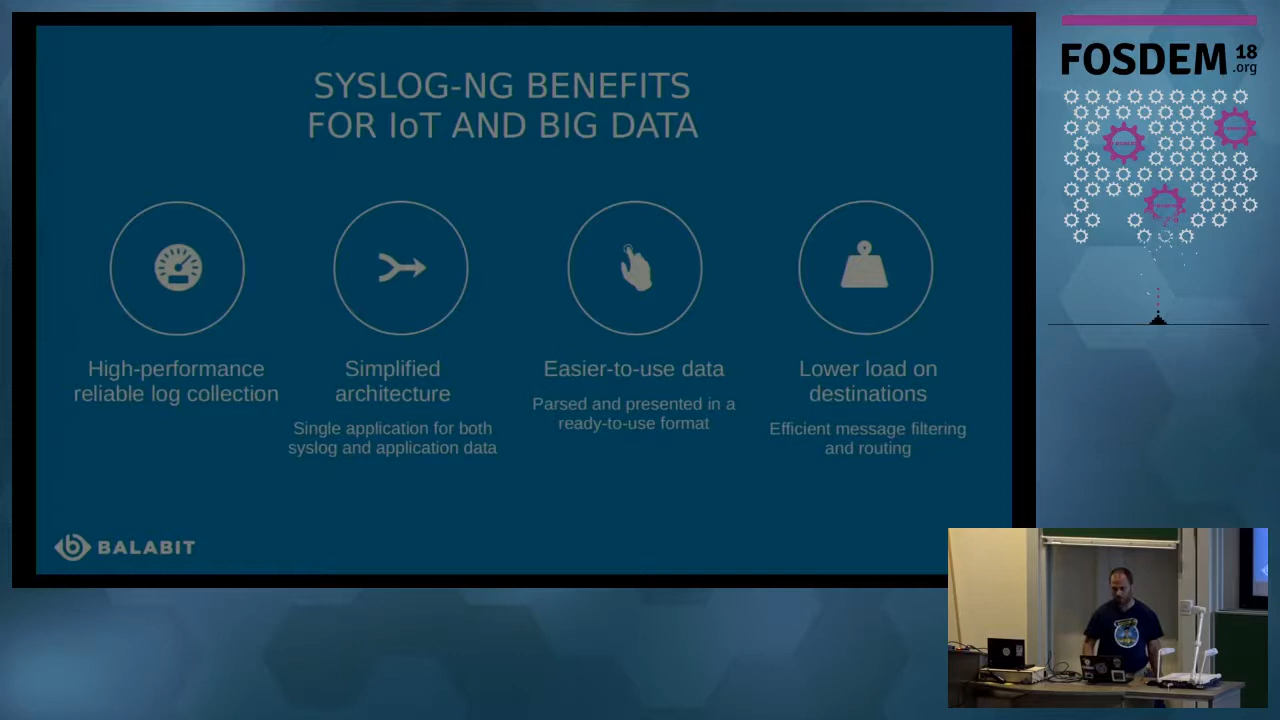 SYSLOG-NG BENEFITS
FOR IoT AND BIG DATA
High-performance
reliable log collection
Simplified
architecture
Single application for both
syslog and application data
Easier-to-use data
Parsed and presented in a
ready-to-use format
Lower load on
destinations
Efficient message filtering
and routing
BALABIT
FOSDEM 18
.org